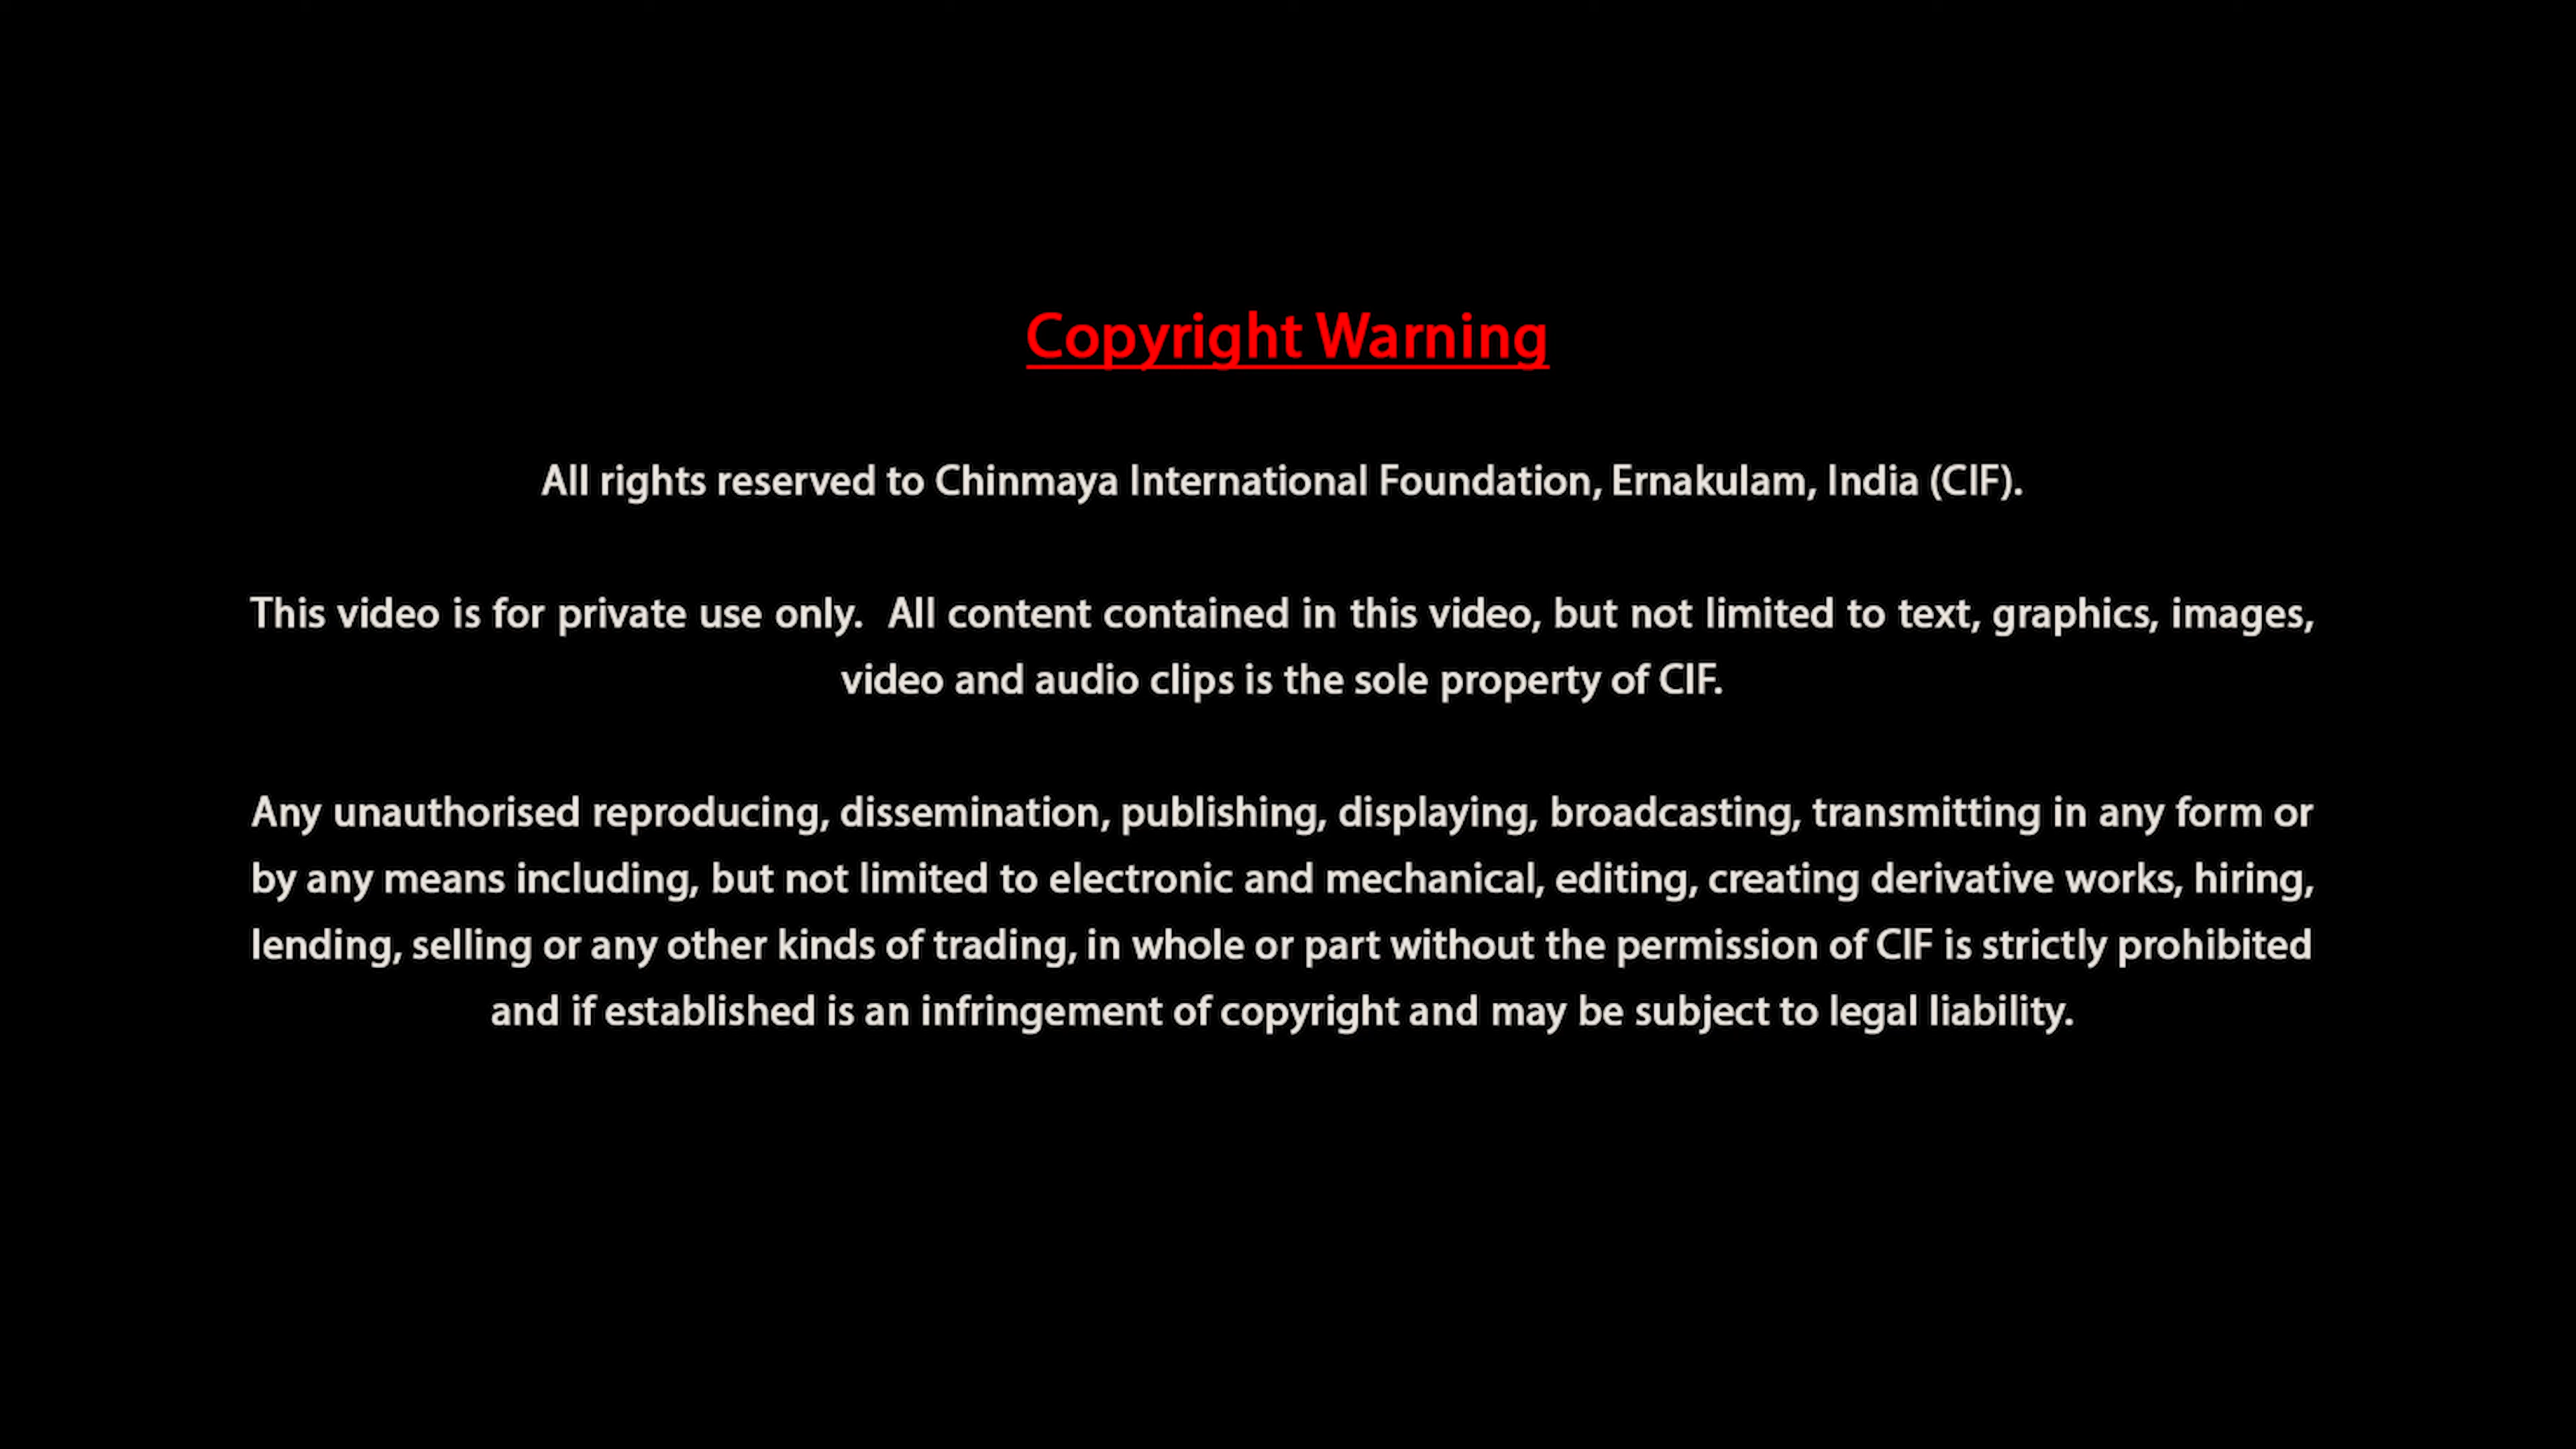 Copyright Warning
All rights reserved to Chinmaya International Foundation, Ernakulam, India (CIF).
This video is for private use only.  All content contained in this video, but not limited to text, graphics, images,
video and audio clips is the sole property of CIF.
Any unauthorised reproducing, dissemination, publishing, displaying, broadcasting, transmitting in any form or
by any means including, but not limited to electronic and mechanical, editing, creating derivative works, hiring,
lending, selling or any other kinds of trading, in whole or part without the permission of CIF is strictly prohibited
and if established is an infringement of copyright and may be subject to legal liability.